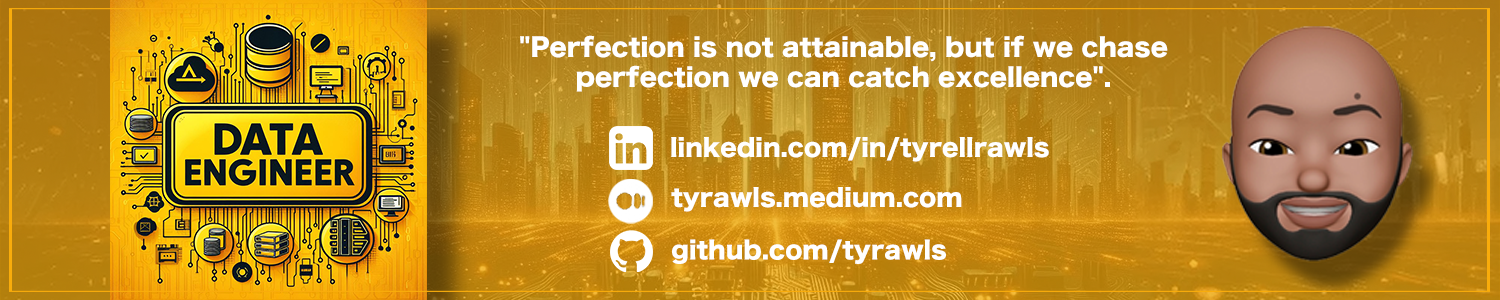 DATA
ENGINEER
"Perfection is not attainable, but if we chase
perfection we can catch excellence".
in linkedin.com/in/tyrellrawls
tyrawls.medium.com
github.com/tyrawls